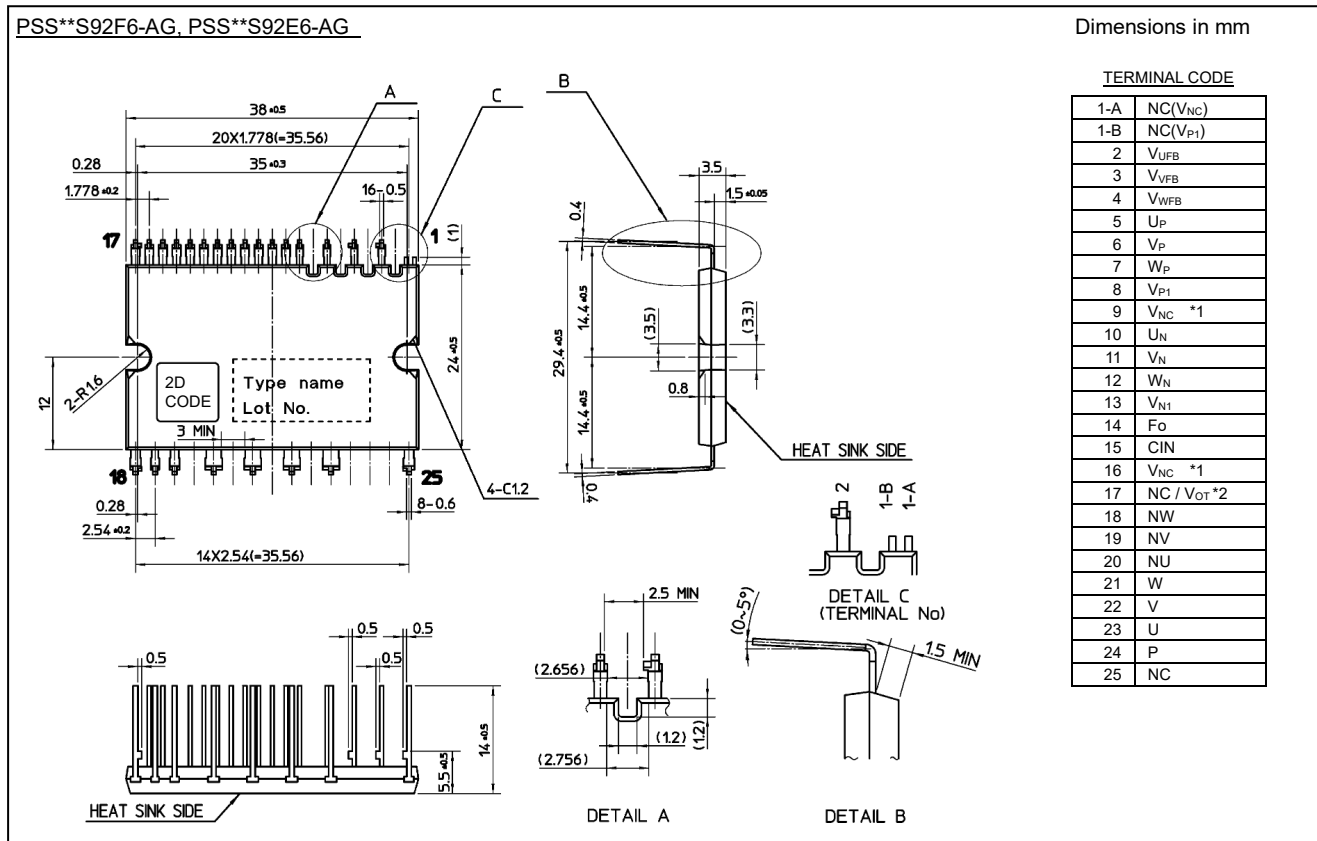 PSS**S92F6-AG, PSS**S92E6-AG
Dimensions in mm
A
C
B
38 ±0.5
20X1.778(=35.56)
35 ±0.3
0.28
1.778 ±0.2
16-0.5
17
1
(1)
24 ±0.5
12
2-R1.6
2D
CODE
Type name
Lot No.
3 MIN
18
25
4-C1.2
8-0.6
0.28
2.54 ±0.2
14X2.54(=35.56)
3.5
1.5 ±0.05
0.4
29.4 ±0.5
14.4 ±0.5
14.4 ±0.5
(3.5)
(3.3)
0.8
0.4
HEAT SINK SIDE
2
1-B
1-A
DETAIL C
(TERMINAL No)
0.5
0.5
0.5
0.5
14 ±0.5
5.5 ±0.5
HEAT SINK SIDE
2.5 MIN
(2.656)
(1.2)
(1.2)
(2.756)
DETAIL A
(0~5°)
1.5 MIN
DETAIL B
TERMINAL CODE
1-A NC(VNC)
1-B NC(VP1)
2 VUFB
3 VVFB
4 VWFB
5 UP
6 VP
7 WP
8 VP1
9 VNC *1
10 UN
11 VN
12 WN
13 VN1
14 Fo
15 CIN
16 VNC *1
17 NC / VOT *2
18 NW
19 NV
20 NU
21 W
22 V
23 U
24 P
25 NC